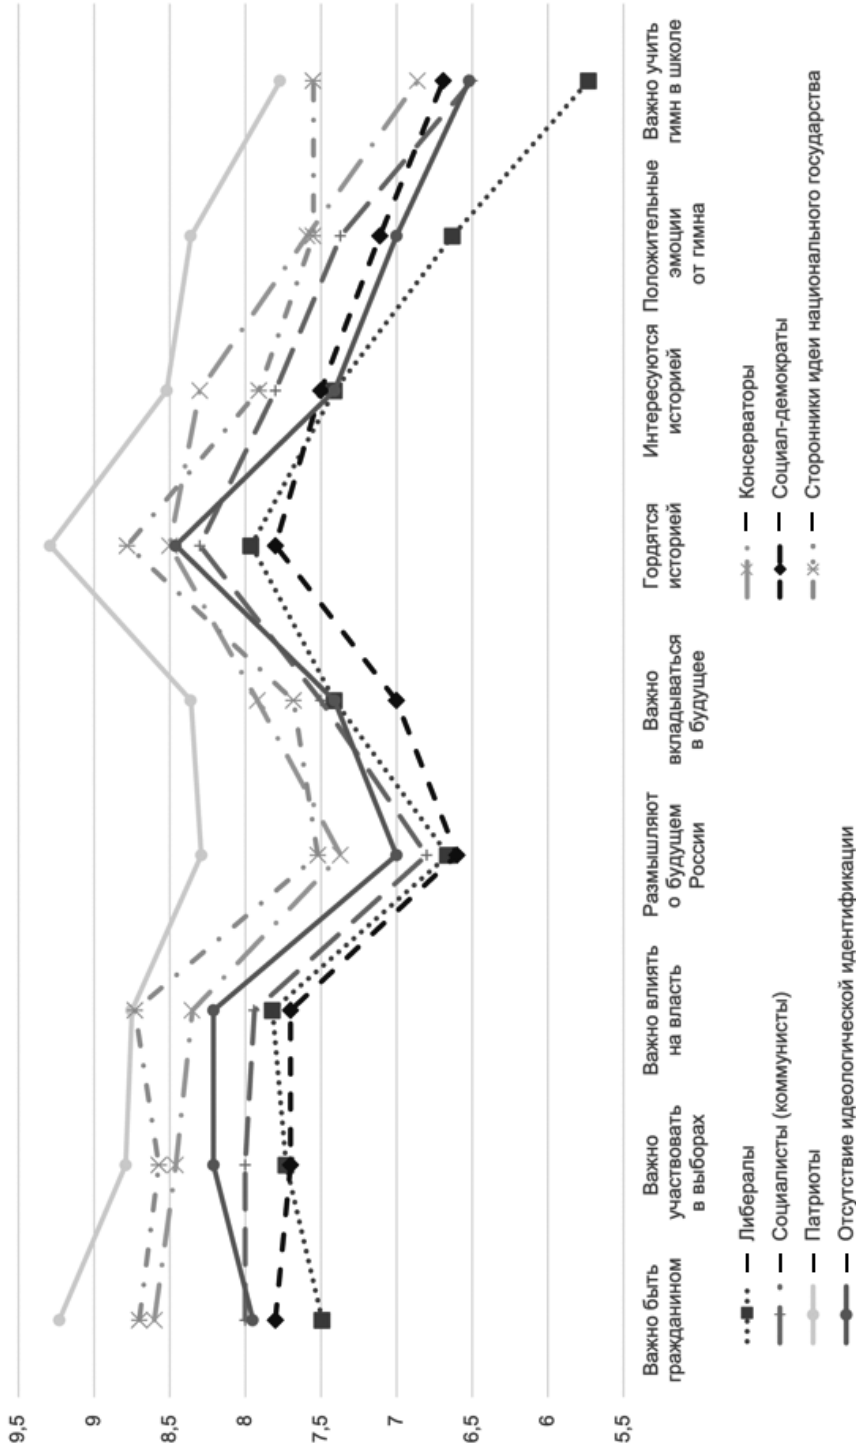 9,5
9
8,5
8
7,5
7
6,5
6
5,5
Важно быть
гражданином
Важно
участвовать
в выборах
Важно влиять
на власть
Размышляют
о будущем
России
Важно
вкладываться
в будущее
Гордятся
историей
Интересуются
историей
Положительные
эмоции
от гимна
Важно учить
гимн в школе
— Либералы
— Консерваторы
— Социалисты (коммунисты)
— Социал-демократы
— Патриоты
— Сторонники идеи национального государства
— Отсутствие идеологической идентификации